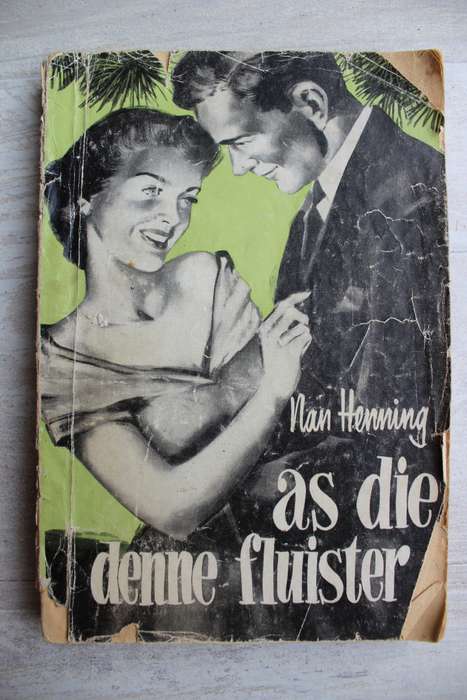 Nan Henning
as die
denne fluister